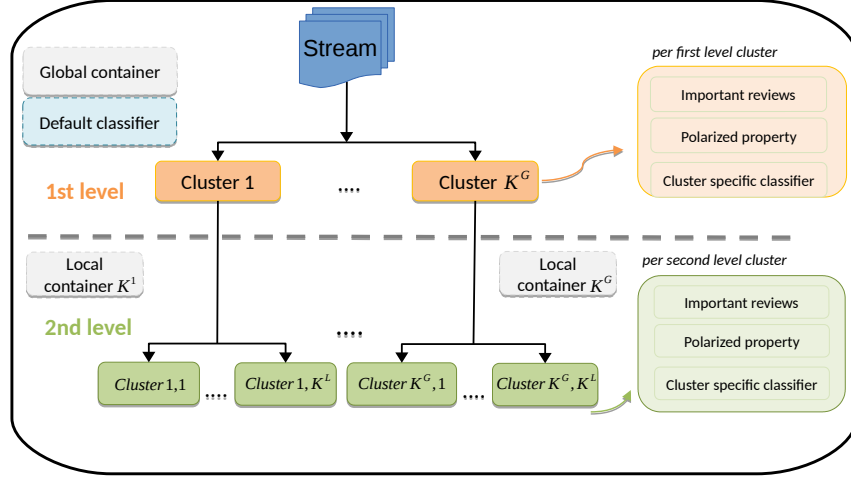 Stream
per first level cluster
Global container
Default classifier
Important reviews
Polarized property
Cluster specific classifier
1st level
Cluster 1
....
Cluster K^G
per second level cluster
Local
container K^1
Local
container K^G
Important reviews
Polarized property
Cluster specific classifier
2nd level
....
Cluster 1,1
....
Cluster 1, K^L
Cluster K^G, 1
....
Cluster K^G, K^L